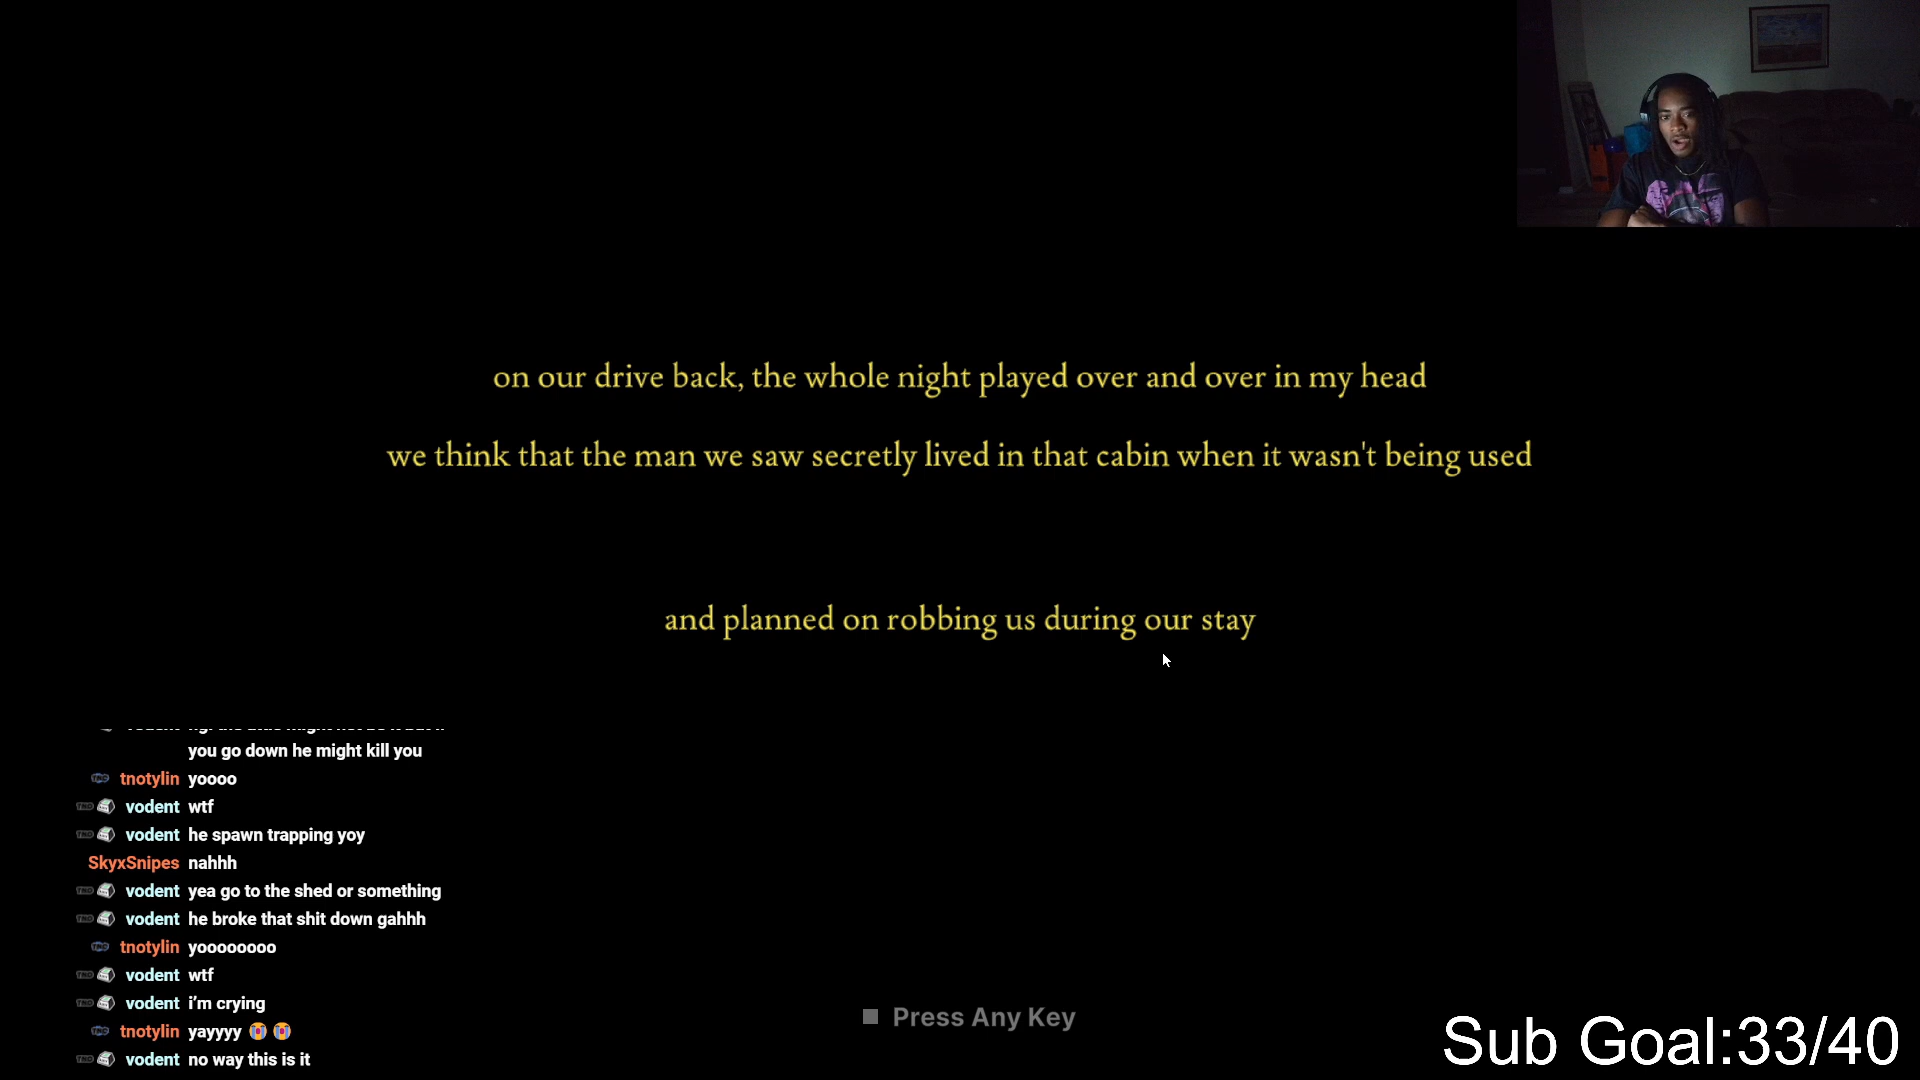 on our drive back, the whole night played over and over in my head
we think that the man we saw secretly lived in that cabin when it wasn't being used
and planned on robbing us during our stay
you go down he might kill you
tnotylin yoooo
vodent wtf
vodent he spawn trapping yoy
SkyxSnipes nahhh
vodent yea go to the shed or something
vodent he broke that shit down gahhh
tnotylin yoooooooo
vodent wtf
vodent i'm crying
tnotylin yayyyy 😭 😭
vodent no way this is it
Press Any Key
Sub Goal:33/40